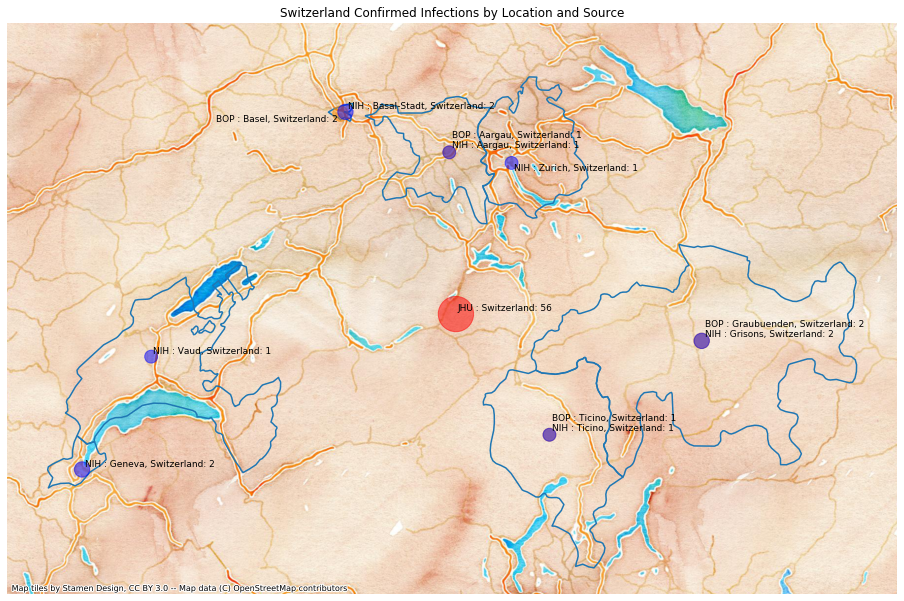 Switzerland Confirmed Infections by Location and Source
NIH : Basal-Stadt, Switzerland: 2
BOP : Basel, Switzerland: 2
BOP : Aargau, Switzerland: 1
NIH : Aargau, Switzerland: 1
NIH : Zurich, Switzerland: 1
JHU : Switzerland: 56
BOP : Graubuenden, Switzerland: 2
NIH : Grisons, Switzerland: 2
NIH : Vaud, Switzerland: 1
BOP : Ticino, Switzerland: 1
NIH : Ticino, Switzerland: 1
NIH : Geneva, Switzerland: 2
Map tiles by Stamen Design, CC BY 3.0 -- Map data (C) OpenStreetMap contributors